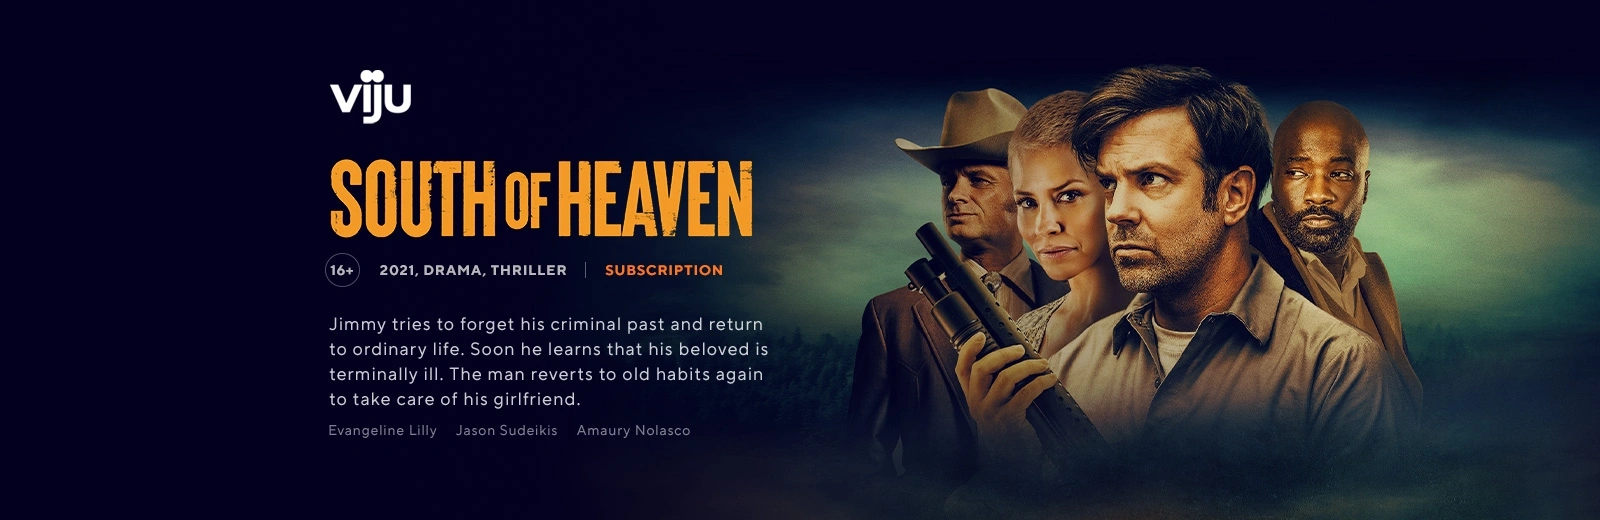 viju
SOUTH OF HEAVEN
16+ 2021, DRAMA, THRILLER | SUBSCRIPTION
Jimmy tries to forget his criminal past and return
to ordinary life. Soon he learns that his beloved is
terminally ill. The man reverts to old habits again
to take care of his girlfriend.
Evangeline Lilly Jason Sudeikis Amaury Nolasco